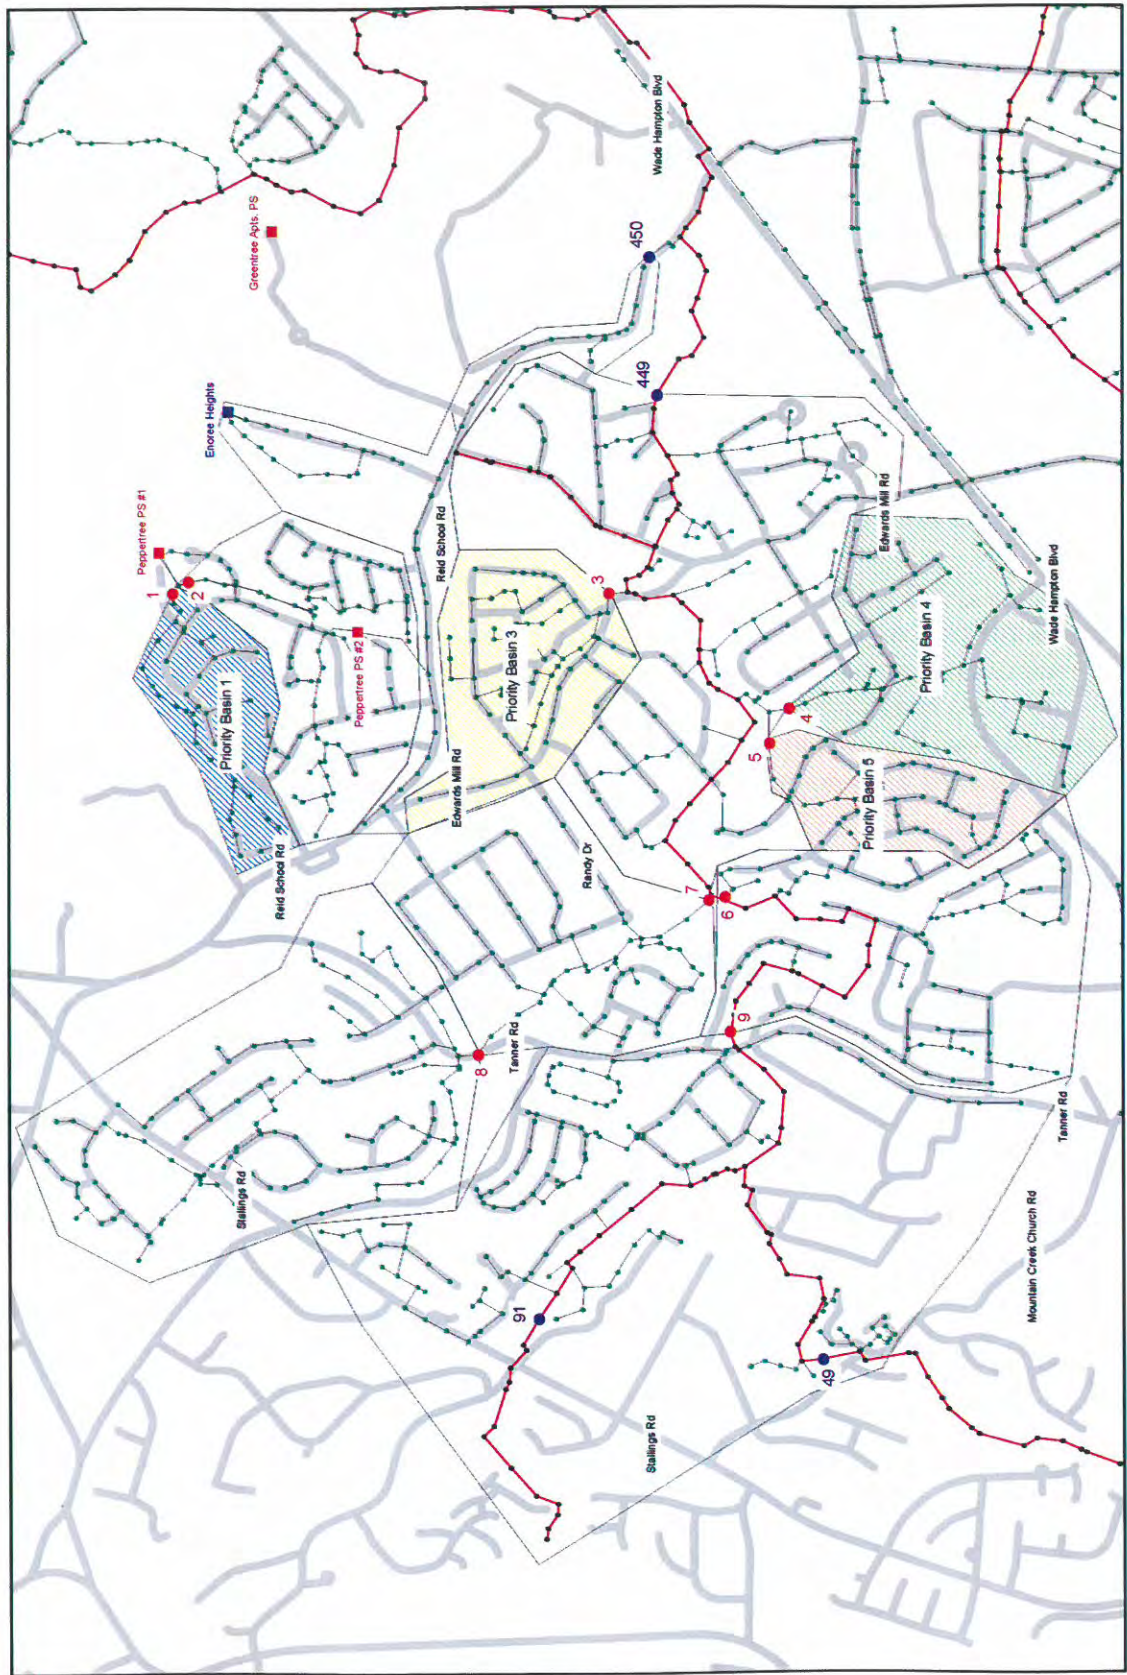 Stallings Rd
Reid School Rd
Priority Basin 1
1
2
Peppertree PS #1
Peppertree PS #2
Enoree Heights
Greentree Apts. PS
91
8
Tanner Rd
Randy Dr
Edwards Mill Rd
Priority Basin 3
Reid School Rd
3
449
450
Wade Hampton Blvd
Stallings Rd
49
9
7
6
5
4
Priority Basin 5
Priority Basin 4
Edwards Mill Rd
Mountain Creek Church Rd
Tanner Rd
Wade Hampton Blvd